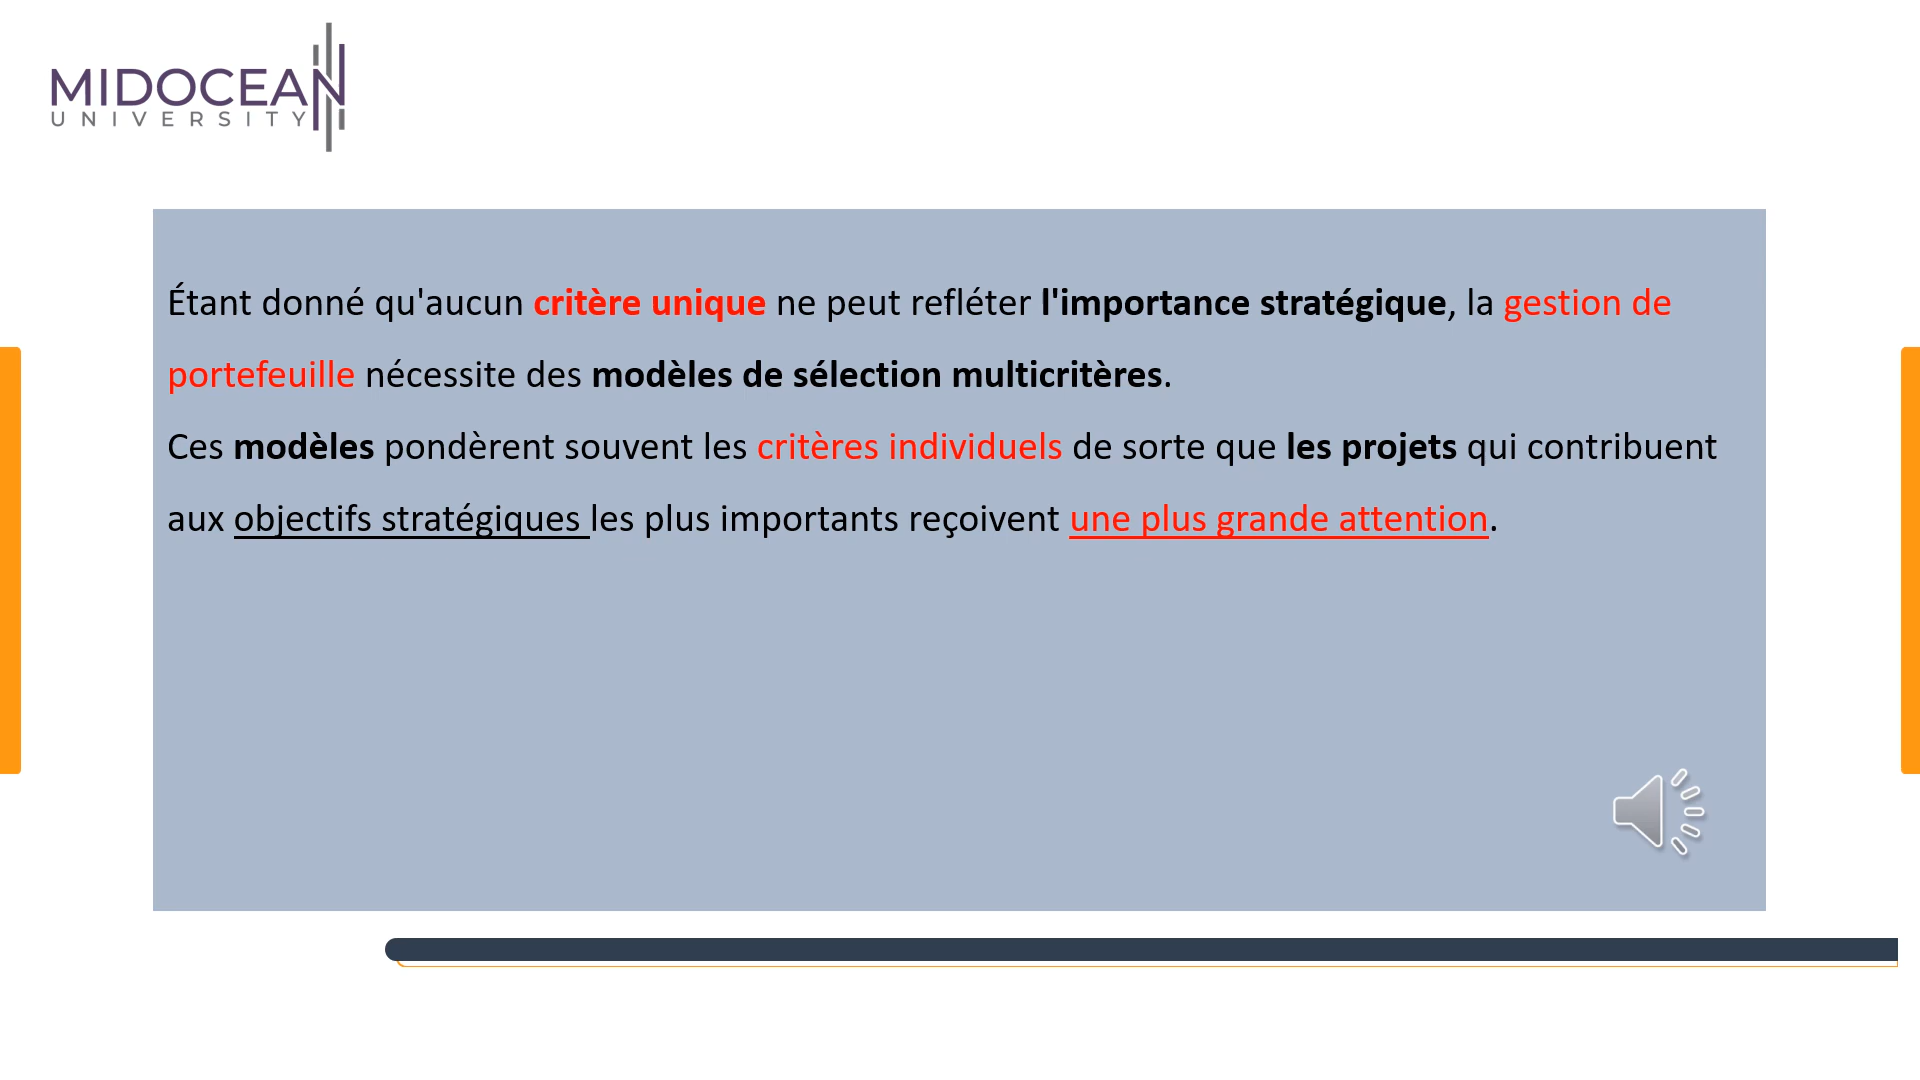 MIDOCEAN
UNIVERSITY
Étant donné qu'aucun critère unique ne peut refléter l'importance stratégique, la gestion de
portefeuille nécessite des modèles de sélection multicritères.
Ces modèles pondèrent souvent les critères individuels de sorte que les projets qui contribuent
aux objectifs stratégiques les plus importants reçoivent une plus grande attention.